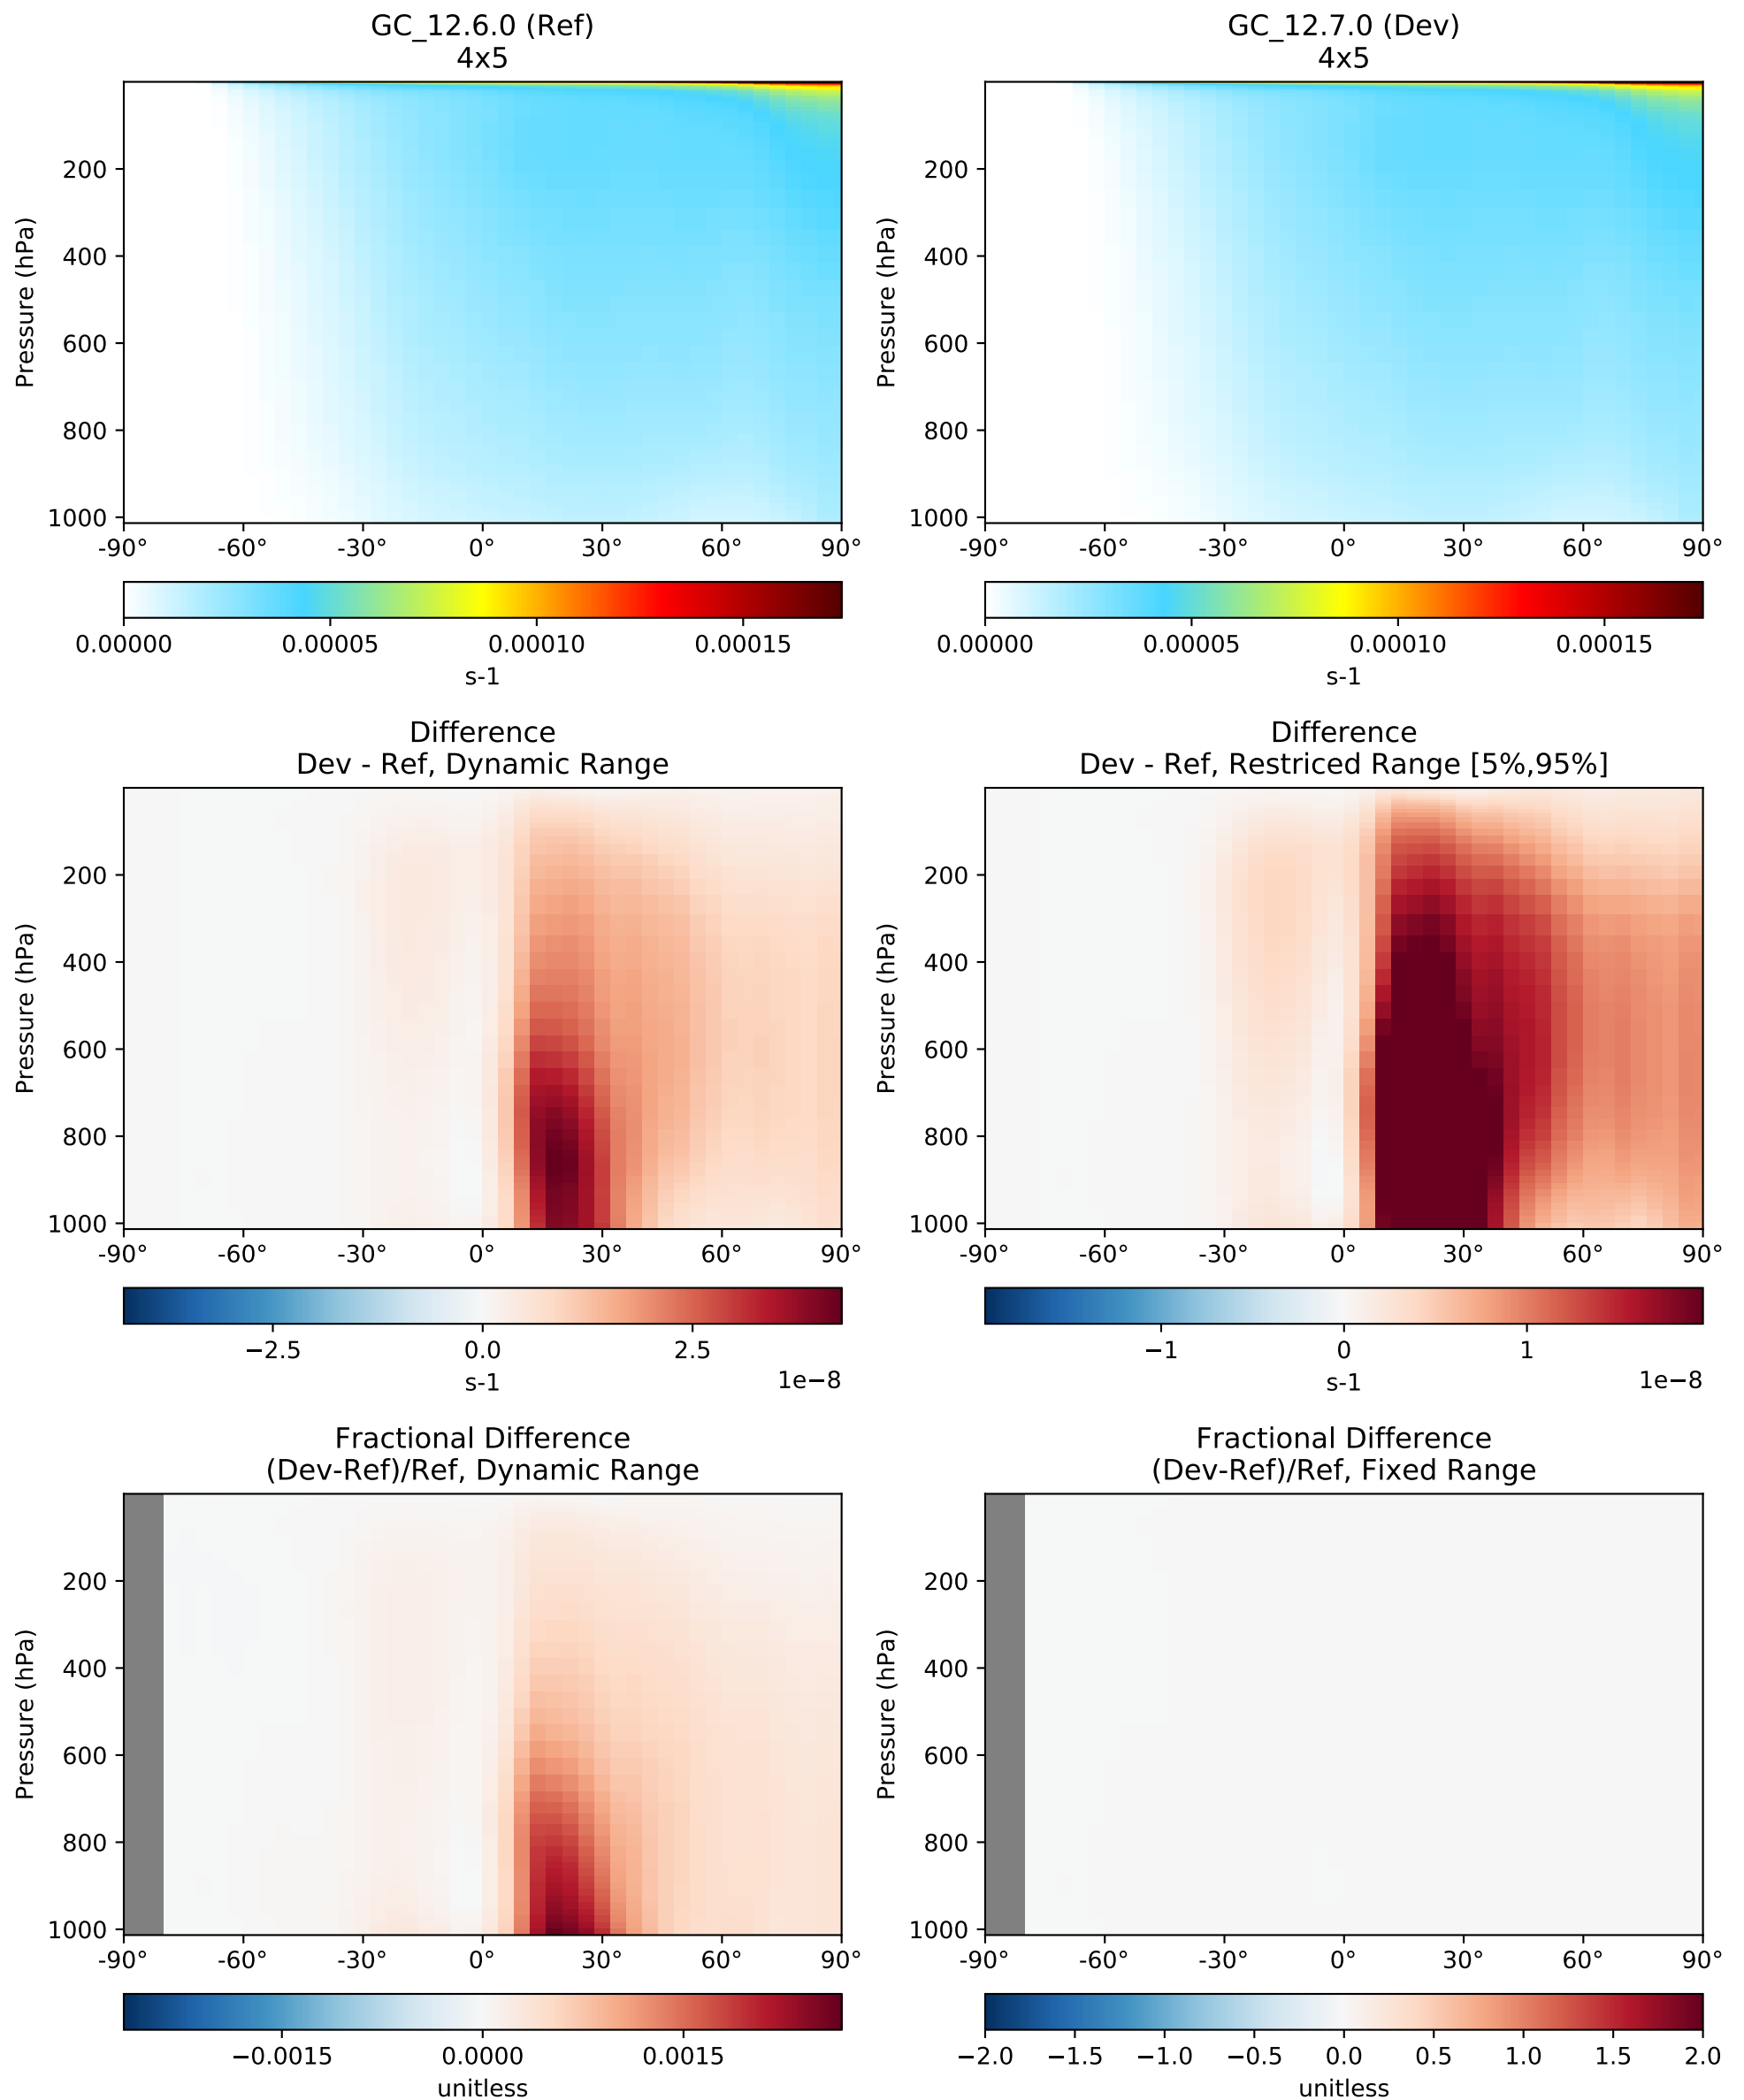 GC_12.6.0 (Ref)
4x5
GC_12.7.0 (Dev)
4x5
Pressure (hPa)
200
400
600
800
1000
-90° -60° -30° 0° 30° 60° 90°
0.00000 0.00005 0.00010 0.00015
s-1
Pressure (hPa)
200
400
600
800
1000
-90° -60° -30° 0° 30° 60° 90°
0.00000 0.00005 0.00010 0.00015
s-1
Difference
Dev - Ref, Dynamic Range
Pressure (hPa)
200
400
600
800
1000
-90° -60° -30° 0° 30° 60° 90°
−2.5 0.0 2.5
s-1 1e−8
Difference
Dev - Ref, Restriced Range [5%,95%]
Pressure (hPa)
200
400
600
800
1000
-90° -60° -30° 0° 30° 60° 90°
−1 0 1
s-1 1e−8
Fractional Difference
(Dev-Ref)/Ref, Dynamic Range
Pressure (hPa)
200
400
600
800
1000
-90° -60° -30° 0° 30° 60° 90°
−0.0015 0.0000 0.0015
unitless
Fractional Difference
(Dev-Ref)/Ref, Fixed Range
Pressure (hPa)
200
400
600
800
1000
-90° -60° -30° 0° 30° 60° 90°
−2.0 −1.5 −1.0 −0.5 0.0 0.5 1.0 1.5 2.0
unitless